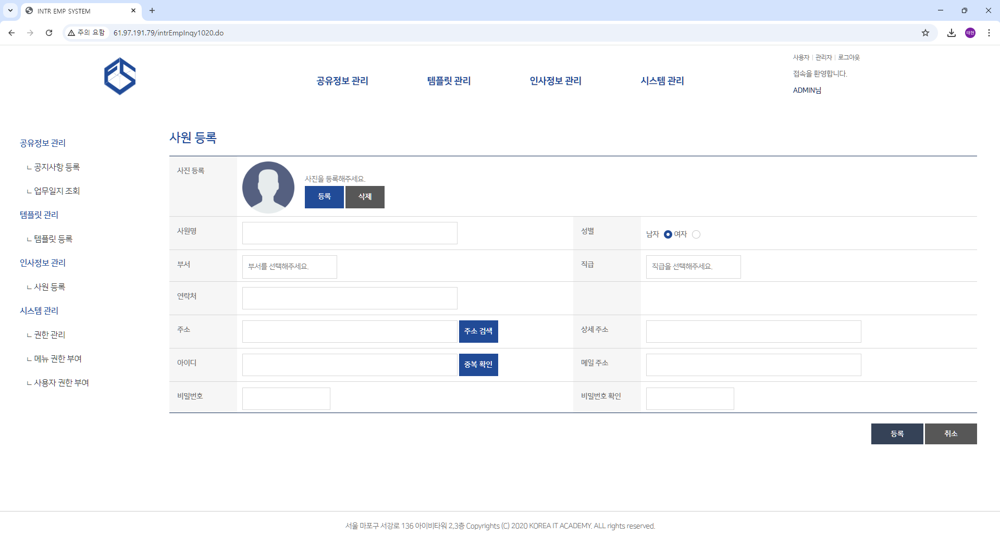 INTR EMP SYSTEM
주의 요함 61.97.191.79/intrEmpInqy1020.do
태현
사용자 관리자 로그아웃
접속을 환영합니다.
ADMIN님
공유정보 관리 템플릿 관리 인사정보 관리 시스템 관리
공유정보 관리
ㄴ 공지사항 등록
ㄴ 업무일지 조회
템플릿 관리
ㄴ 템플릿 등록
인사정보 관리
ㄴ 사원 등록
시스템 관리
ㄴ 권한 관리
ㄴ 메뉴 권한 부여
ㄴ 사용자 권한 부여
사원 등록
사진 등록
사진을 등록해주세요.
등록 삭제
사원명
성별 남자 여자
부서 부서를 선택해주세요.
직급 직급을 선택해주세요.
연락처
주소 주소 검색
상세 주소
아이디 중복 확인
메일 주소
비밀번호
비밀번호 확인
등록 취소
서울 마포구 서강로 136 아이비타워 2,3층 Copyrights (C) 2020 KOREA IT ACADEMY. ALL rights reserved.